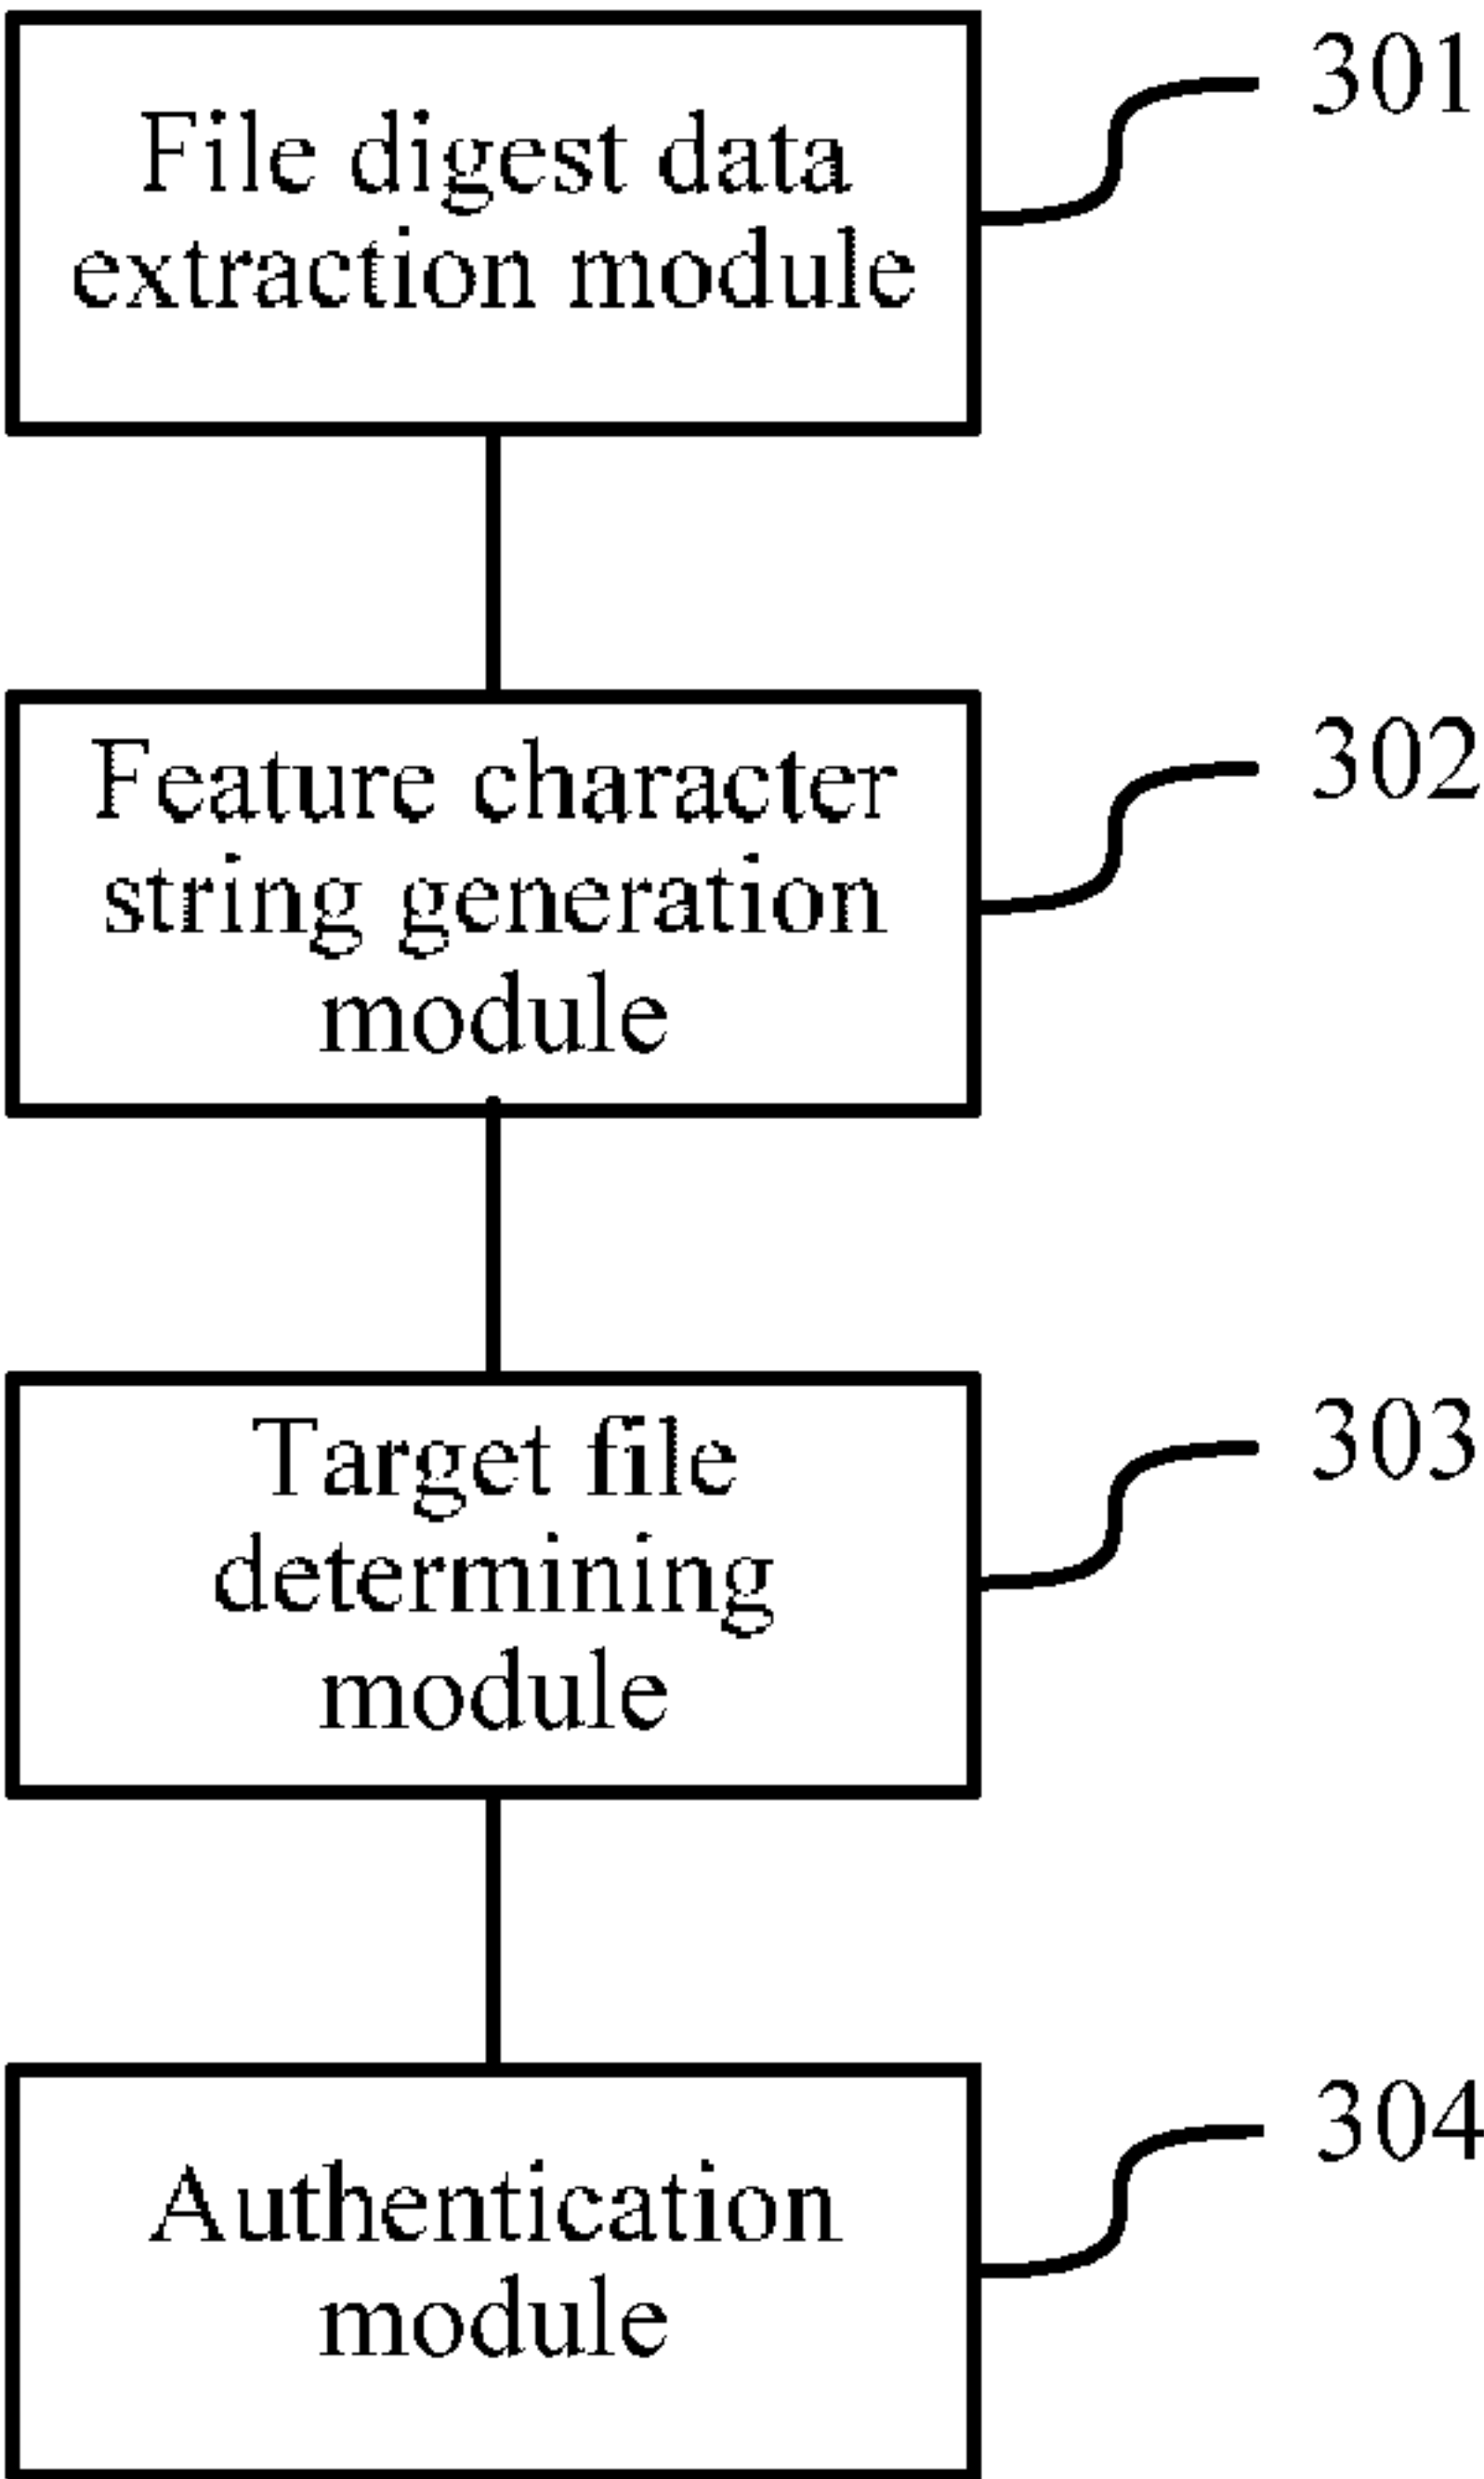 File digest data
extraction module
301
Feature character
string generation
module
302
Target file
determining
module
303
Authentication
module
304